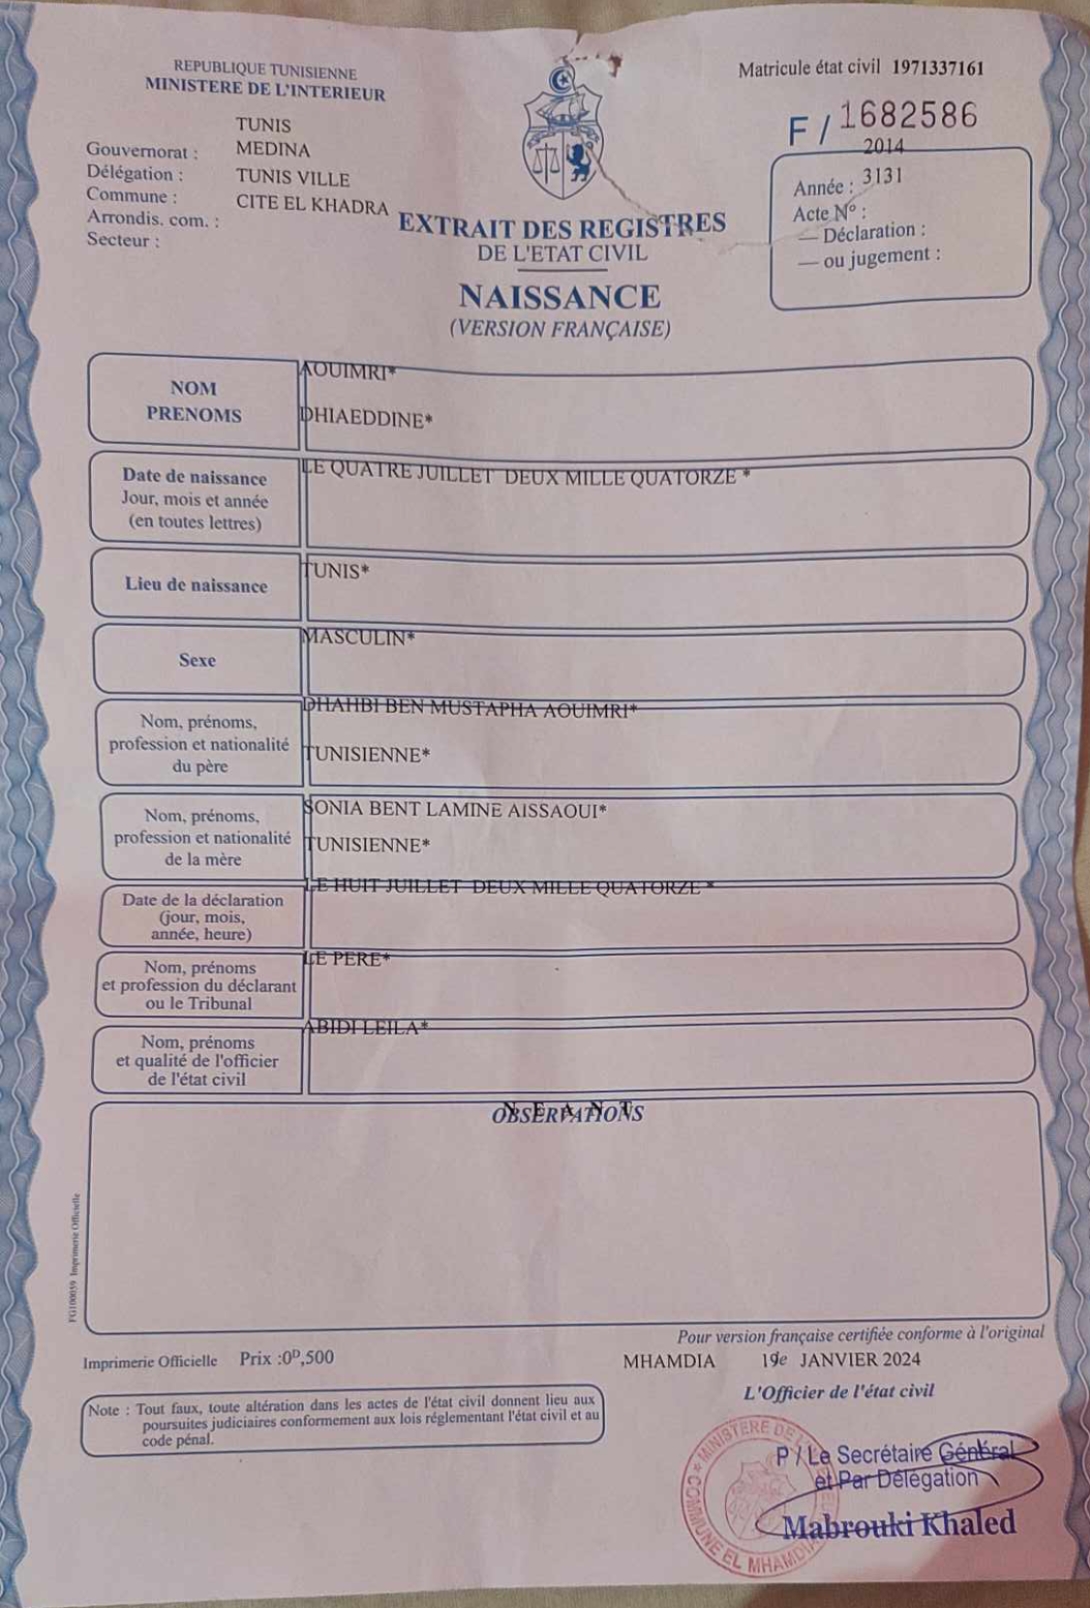 REPUBLIQUE TUNISIENNE
MINISTERE DE L'INTERIEUR
TUNIS
Gouvernorat : MEDINA
Délégation : TUNIS VILLE
Commune : CITE EL KHADRA
Arrondis. com. :
Secteur :
Matricule état civil 1971337161
F / 1682586
2014
Année : 3131
Acte Nº :
— Déclaration :
— ou jugement :
EXTRAIT DES REGISTRES
DE L'ETAT CIVIL
NAISSANCE
(VERSION FRANÇAISE)
NOM AOUIMRI*
PRENOMS DHIAEDDINE*
Date de naissance LE QUATRE JUILLET DEUX MILLE QUATORZE *
Jour, mois et année
(en toutes lettres)
Lieu de naissance TUNIS*
Sexe MASCULIN*
Nom, prénoms, DHAHBI BEN MUSTAPHA AOUIMRI*
profession et nationalité TUNISIENNE*
du père
Nom, prénoms, SONIA BENT LAMINE AISSAOUI*
profession et nationalité TUNISIENNE*
de la mère
Date de la déclaration LE HUIT JUILLET DEUX MILLE QUATORZE *
(jour, mois,
année, heure)
Nom, prénoms LE PERE*
et profession du déclarant
ou le Tribunal
Nom, prénoms ABIDI LEILA*
et qualité de l'officier
de l'état civil
OBSERVATIONS
N E A N T
FG100039 Imprimerie Officielle
Pour version française certifiée conforme à l'original
Imprimerie Officielle Prix :0ᴰ,500
MHAMDIA 19e JANVIER 2024
L'Officier de l'état civil
Note : Tout faux, toute altération dans les actes de l'état civil donnent lieu aux
poursuites judiciaires conformement aux lois réglementant l'état civil et au
code pénal.
MINISTERE DE
COMMUNE EL MHAMDIA
P / Le Secrétaire Général
et Par Délégation
Mabrouki Khaled